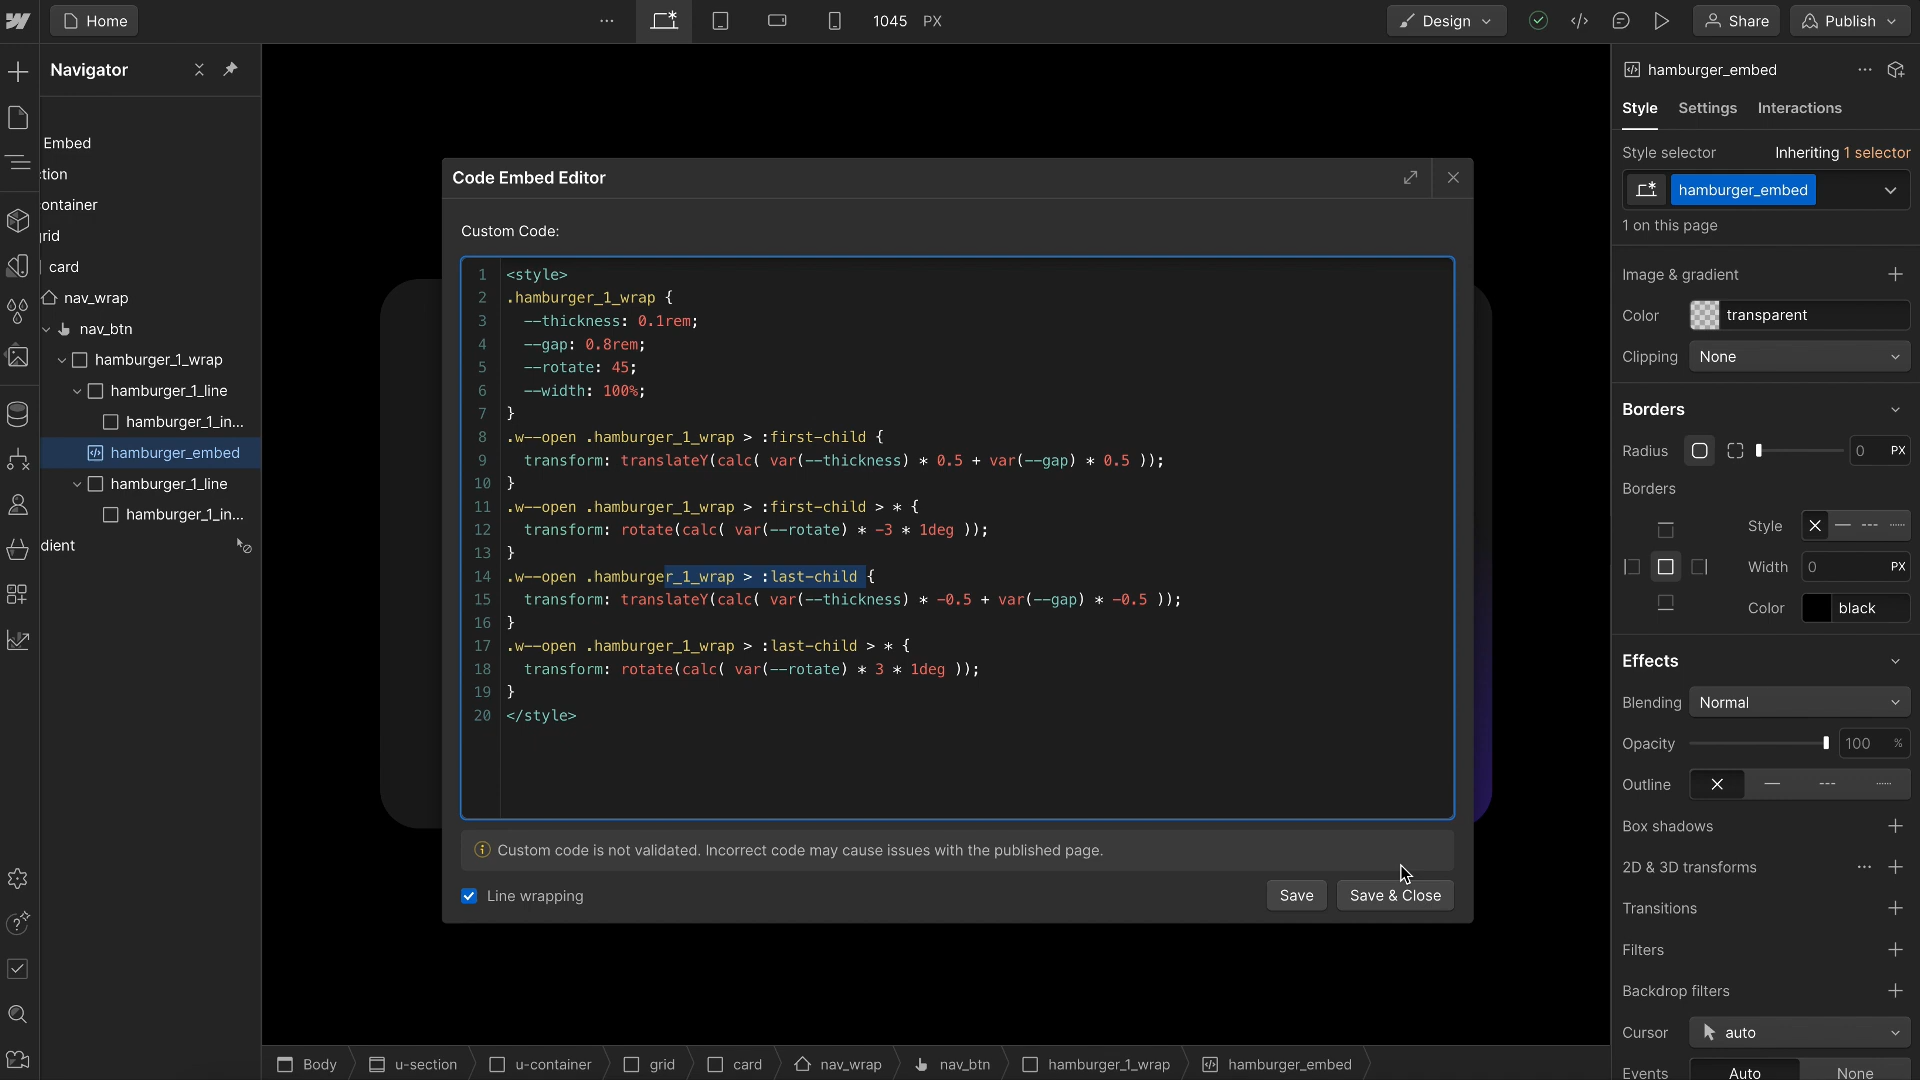 Home
1045 PX
Design
Share
Publish
Navigator
Embed
tion
ontainer
rid
card
nav_wrap
nav_btn
hamburger_1_wrap
hamburger_1_line
hamburger_1_in...
hamburger_embed
hamburger_1_line
hamburger_1_in...
dient
Code Embed Editor
Custom Code:
1 <style>
2 .hamburger_1_wrap {
3 --thickness: 0.1rem;
4 --gap: 0.8rem;
5 --rotate: 45;
6 --width: 100%;
7 }
8 .w--open .hamburger_1_wrap > :first-child {
9 transform: translateY(calc( var(--thickness) * 0.5 + var(--gap) * 0.5 ));
10 }
11 .w--open .hamburger_1_wrap > :first-child > * {
12 transform: rotate(calc( var(--rotate) * -3 * 1deg ));
13 }
14 .w--open .hamburger_1_wrap > :last-child {
15 transform: translateY(calc( var(--thickness) * -0.5 + var(--gap) * -0.5 ));
16 }
17 .w--open .hamburger_1_wrap > :last-child > * {
18 transform: rotate(calc( var(--rotate) * 3 * 1deg ));
19 }
20 </style>
Custom code is not validated. Incorrect code may cause issues with the published page.
Line wrapping
Save
Save & Close
hamburger_embed
Style Settings Interactions
Style selector Inheriting 1 selector
hamburger_embed
1 on this page
Image & gradient
Color transparent
Clipping None
Borders
Radius 0 PX
Borders
Style
Width 0 PX
Color black
Effects
Blending Normal
Opacity 100 %
Outline
Box shadows
2D & 3D transforms
Transitions
Filters
Backdrop filters
Cursor auto
Events Auto None
Body u-section u-container grid card nav_wrap nav_btn hamburger_1_wrap hamburger_embed